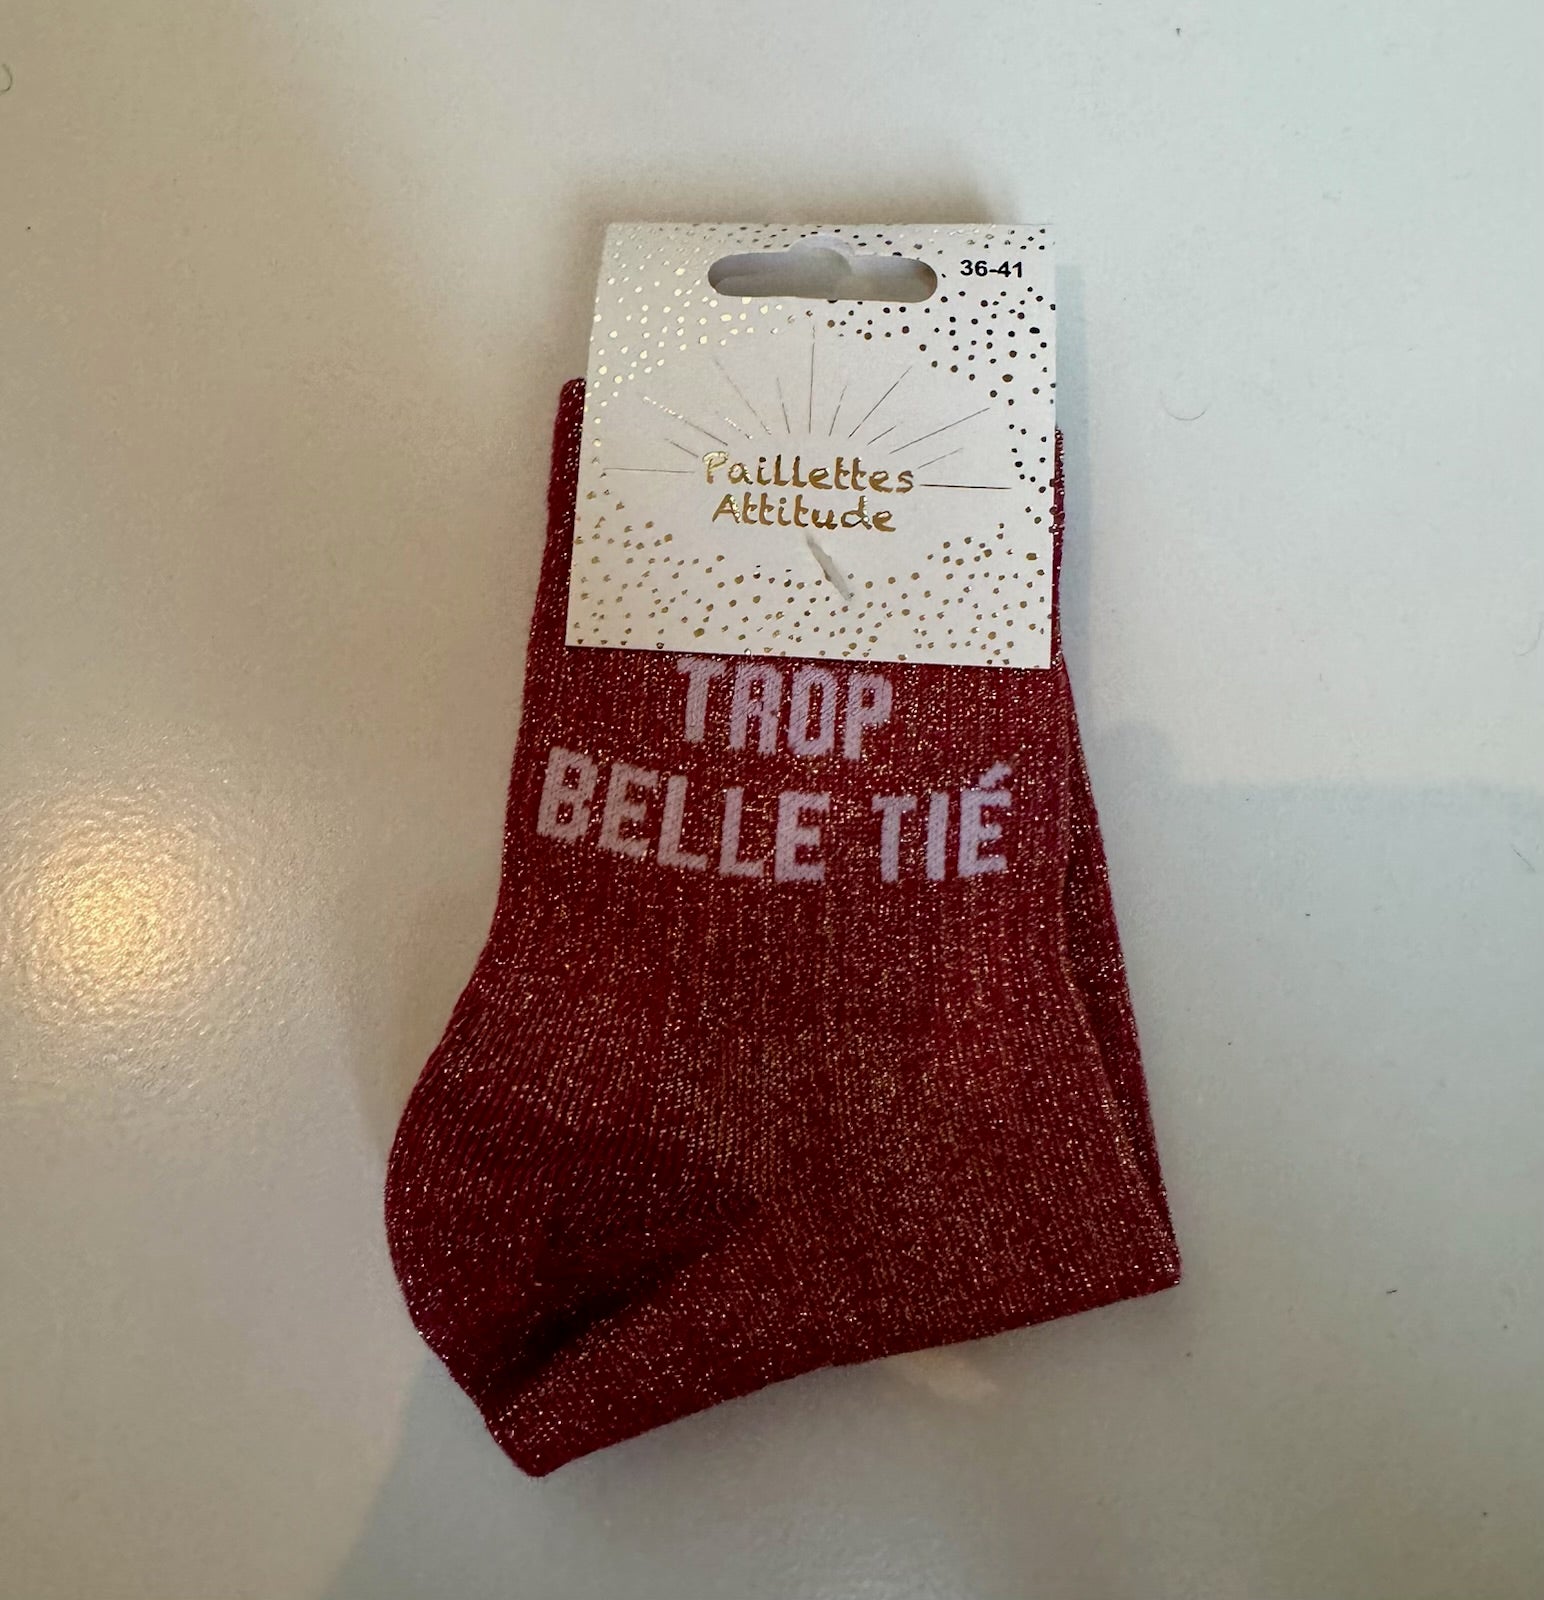 36-41
Paillettes
Attitude
TROP
BELLE TIÉ